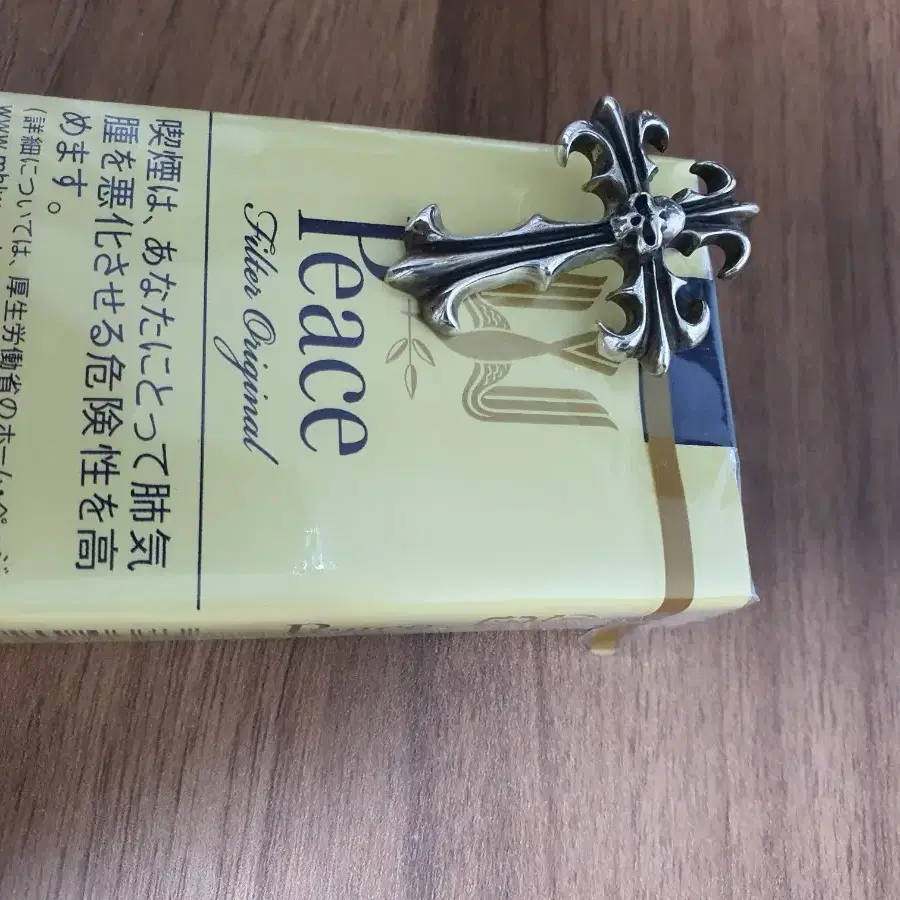 Peace
Filter Original
喫煙は、あなたにとって肺気
腫を悪化させる危険性を高
めます。
(詳細については、厚生労働省のホームページ